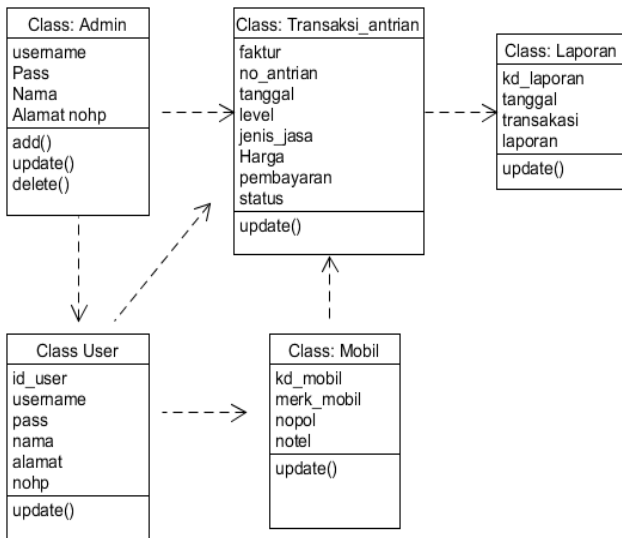 Class: Admin
username
Pass
Nama
Alamat nohp
add()
update()
delete()
Class: Transaksi_antrian
faktur
no_antrian
tanggal
level
jenis_jasa
Harga
pembayaran
status
update()
Class: Laporan
kd_laporan
tanggal
transakasi
laporan
update()
Class User
id_user
username
pass
nama
alamat
nohp
update()
Class: Mobil
kd_mobil
merk_mobil
nopol
notel
update()